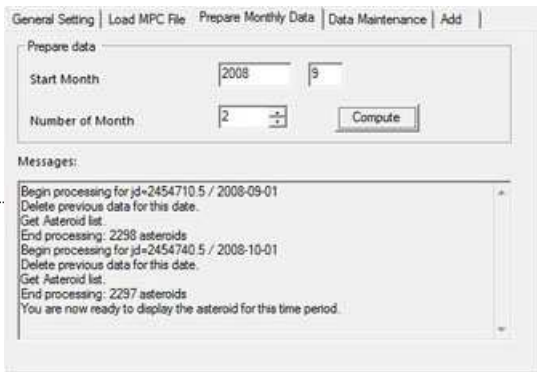 General Setting Load MPC File Prepare Monthly Data Data Maintenance Add
Prepare data
Start Month 2008 9
Number of Month 2 Compute
Messages:
Begin processing for jd=2454710.5 / 2008-09-01
Delete previous data for this date.
Get Asteroid list.
End processing: 2298 asteroids
Begin processing for jd=2454740.5 / 2008-10-01
Delete previous data for this date.
Get Asteroid list.
End processing: 2297 asteroids
You are now ready to display the asteroid for this time period.